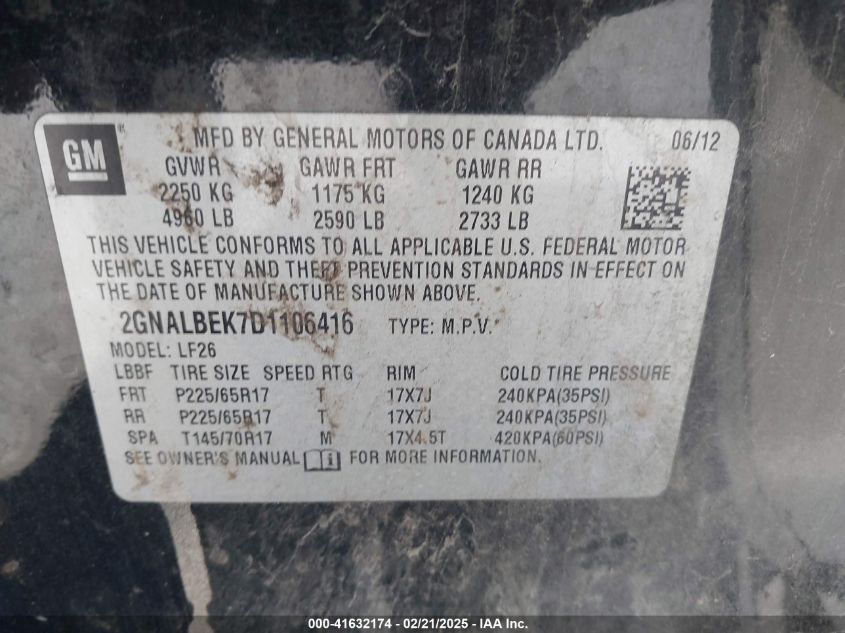 GM
MFD BY GENERAL MOTORS OF CANADA LTD. 06/12
GVWR GAWR FRT GAWR RR
2250 KG 1175 KG 1240 KG
4960 LB 2590 LB 2733 LB
THIS VEHICLE CONFORMS TO ALL APPLICABLE U.S. FEDERAL MOTOR
VEHICLE SAFETY AND THEFT PREVENTION STANDARDS IN EFFECT ON
THE DATE OF MANUFACTURE SHOWN ABOVE.
2GNALBEK7D1106416 TYPE: M.P.V.
MODEL: LF26
LBBF TIRE SIZE SPEED RTG RIM COLD TIRE PRESSURE
FRT P225/65R17 T 17X7J 240KPA(35PSI)
RR P225/65R17 T 17X7J 240KPA(35PSI)
SPA T145/70R17 M 17X4.5T 420KPA(60PSI)
SEE OWNER'S MANUAL i FOR MORE INFORMATION.
000-41632174 - 02/21/2025 - IAA Inc.